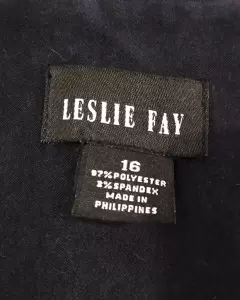 LESLIE FAY
16
97%POLYESTER
3%SPANDEX
MADE IN
PHILIPPINES